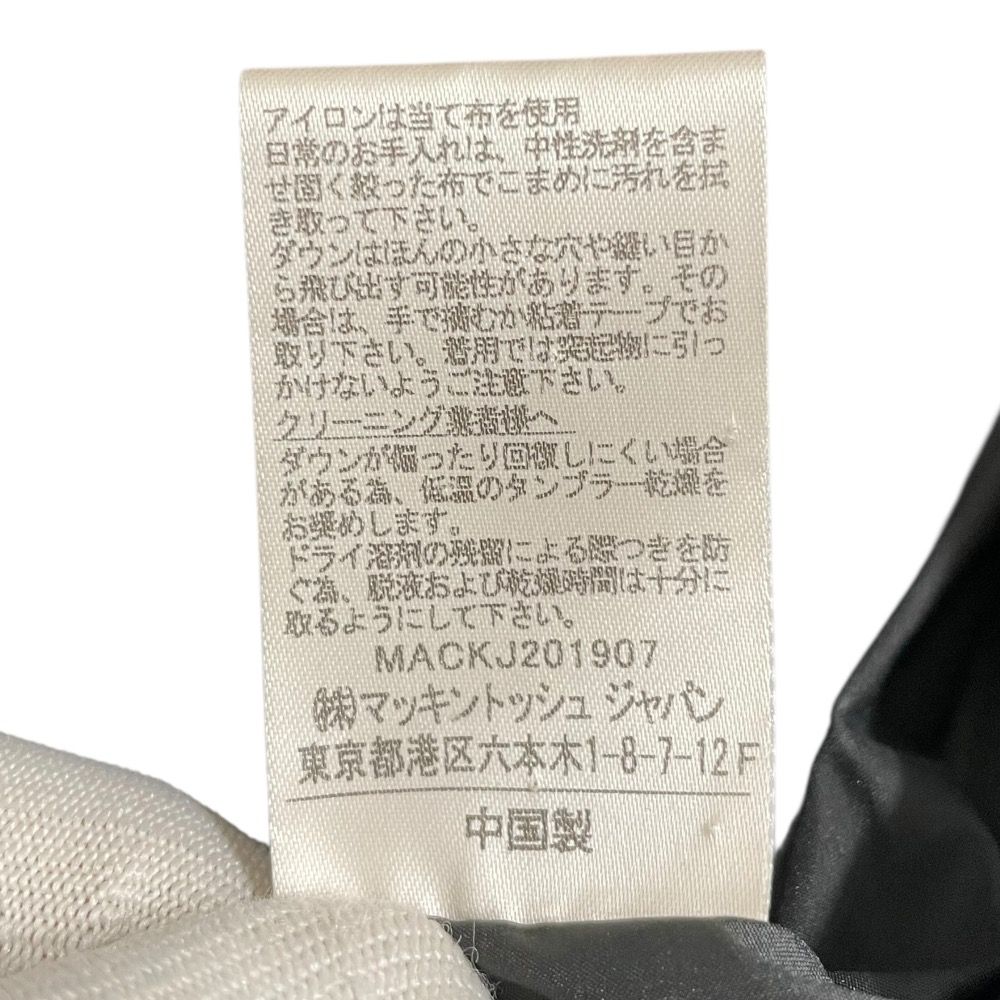 アイロンは当て布を使用
日常のお手入れは、中性洗剤を含ま
せ固く絞った布でこまめに汚れを拭
き取って下さい。
ダウンはほんの小さな穴や縫い目か
ら飛び出す可能性があります。その
場合は、手で摘むか粘着テープでお
取り下さい。着用では突起物に引っ
かけないようご注意下さい。
クリーニング業者様へ
ダウンが偏ったり回復しにくい場合
がある為、低温のタンブラー乾燥を
お奨めします。
ドライ溶剤の残留による際つきを防
ぐ為、脱液および乾燥時間は十分に
取るようにして下さい。
MACKJ201907
㈱マッキントッシュ ジャパン
東京都港区六本木1-8-7-12F
中国製